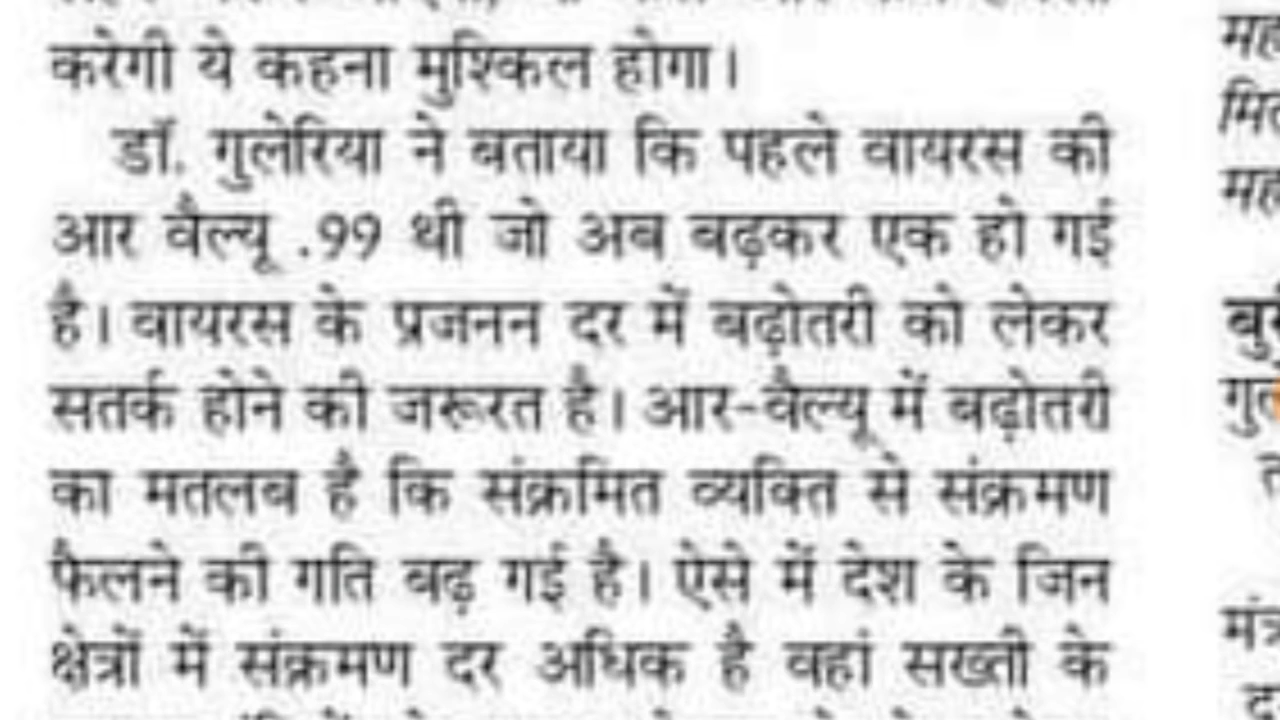 करेगी ये कहना मुश्किल होगा।
डॉ. गुलेरिया ने बताया कि पहले वायरस की
आर वैल्यू .99 थी जो अब बढ़कर एक हो गई
है। वायरस के प्रजनन दर में बढ़ोतरी को लेकर
सतर्क होने की जरूरत है। आर-वैल्यू में बढ़ोतरी
का मतलब है कि संक्रमित व्यक्ति से संक्रमण
फैलने की गति बढ़ गई है। ऐसे में देश के जिन
क्षेत्रों में संक्रमण दर अधिक है वहां सख्ती के